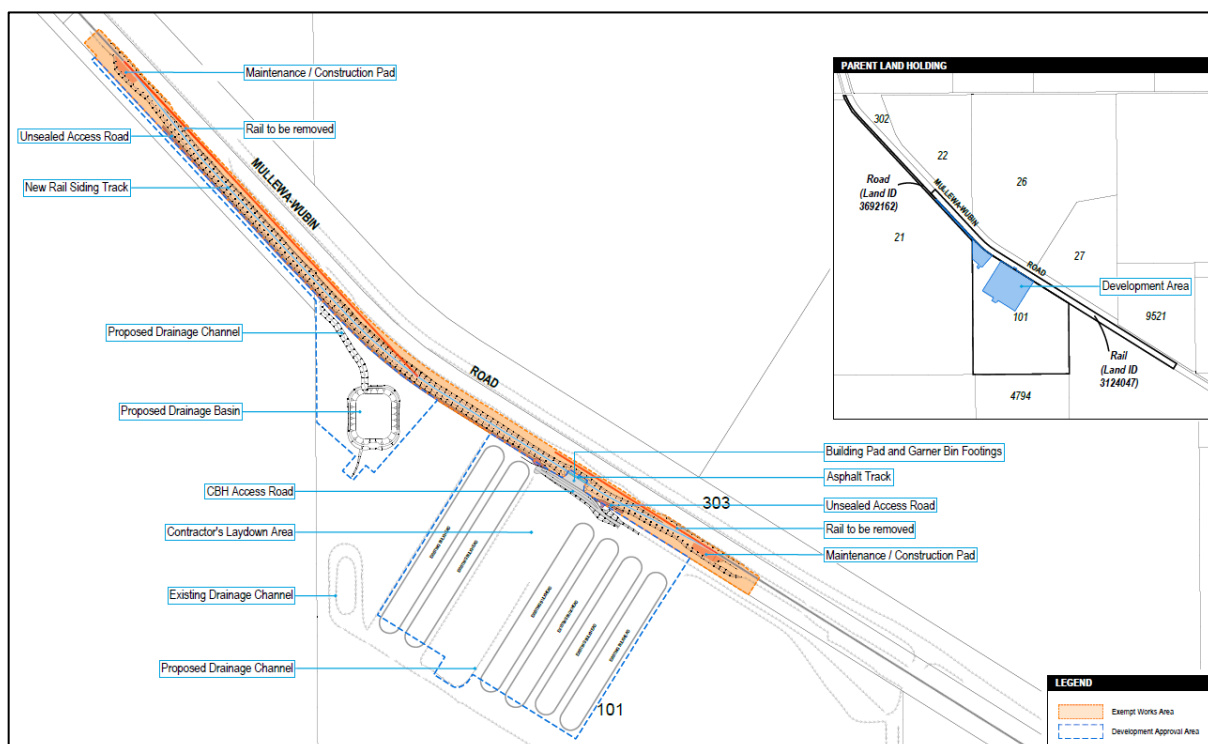 Maintenance / Construction Pad
Unsealed Access Road
Rail to be removed
New Rail Siding Track
MULLEWA-WUBIN
ROAD
Proposed Drainage Channel
Proposed Drainage Basin
CBH Access Road
Contractor's Laydown Area
Existing Drainage Channel
Proposed Drainage Channel
Building Pad and Garner Bin Footings
Asphalt Track
303
Unsealed Access Road
Rail to be removed
Maintenance / Construction Pad
101
PARENT LAND HOLDING
302
22
26
Road
(Land ID
3692162)
MULLEWA-WUBIN
ROAD
21
27
Development Area
101
9521
Rail
(Land ID
3124047)
4794
LEGEND
Exempt Works Area
Development Approval Area